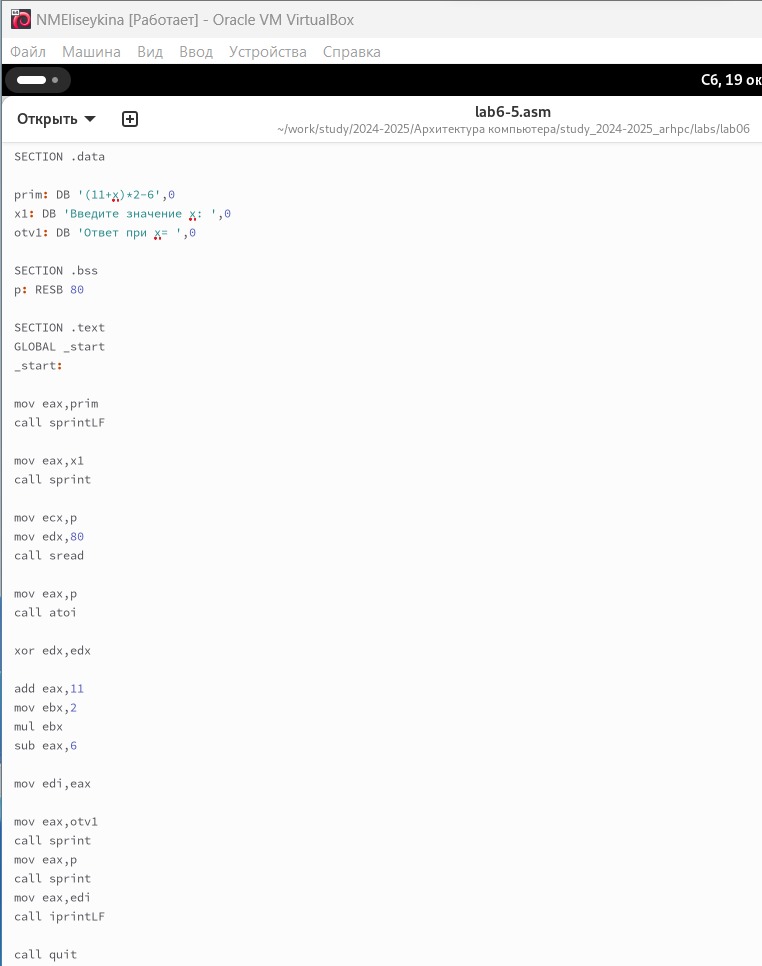 NMEliseykina [Работает] - Oracle VM VirtualBox
Файл Машина Вид Ввод Устройства Справка
Сб, 19 ок
Открыть
lab6-5.asm
~/work/study/2024-2025/Архитектура компьютера/study_2024-2025_arhpc/labs/lab06
SECTION .data
prim: DB '(11+x)*2-6',0
x1: DB 'Введите значение x: ',0
otv1: DB 'Ответ при x= ',0
SECTION .bss
p: RESB 80
SECTION .text
GLOBAL _start
_start:
mov eax,prim
call sprintLF
mov eax,x1
call sprint
mov ecx,p
mov edx,80
call sread
mov eax,p
call atoi
xor edx,edx
add eax,11
mov ebx,2
mul ebx
sub eax,6
mov edi,eax
mov eax,otv1
call sprint
mov eax,p
call sprint
mov eax,edi
call iprintLF
call quit